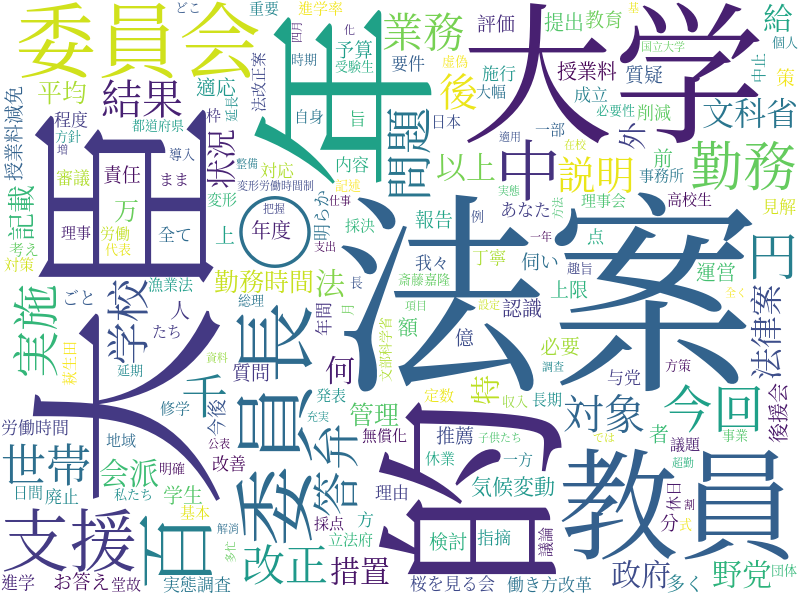 どこ 重要 進学率 化 四月
委員会 時期 受験生
業務 予算 要件
評価 提出 教育 虚偽 国立大学 基 個人
大学 給 中止
授業料 質疑 策
施行 成立 必要性 削減
平均 適応 法改正案 自身 旨 大幅
年 後 文科省
結果 枠 延長 日本 一部 適用 在校
授業料減免 程度 都道府県 方針 増 導入 整備
問題 内容 対応 以上 中 説明 外 前 事務所
勤務
審議 責任 まま 状況 変形労働時間制 記述 実態 方法
記載 万 理事 労働 代表 全て 上 変形 把握 仕事
年度 明らか 支出 採決 報告 例 あなた 理事会 高校生 見解
考え 対策 漁業法 勤務時間 法 我々 伺い 丁寧 点 一年 趣旨
円 運営
法案
実施 ごと 学校 人 たち 総理 年間 月 長 斎藤嘉隆 項目 設定 認識 上限 全く
額 億 法律案
萩生田 延期 資料 質問 何 文部科学省 必要 方策 調査 与党
長 千 発表 充実 定数 収入 長期 対象 今回
労働時間 修学 地域 今後 公表 管理 無償化 特 者 後援会
世帯 会派 明確 改善 委員 弁 推薦 子供たち では 議題 事業
日間 廃止 私たち 学生 答 休業 一方 気候変動 超勤
基本 採点 方 理由 的 教員 休日 分 割 式
支援 百 解消 多忙 立法府 検討 指摘 議論
改正 措置 政府 野党 団体
進学 お答え 堂故 実態調査 桜を見る会 働き方改革 多く